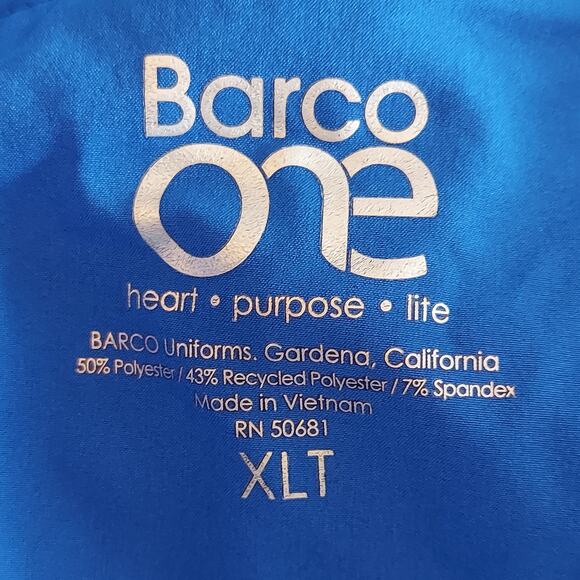 Barco
One
heart • purpose • lite
BARCO Uniforms. Gardena, California
50% Polyester / 43% Recycled Polyester / 7% Spandex
Made in Vietnam
RN 50681
XLT